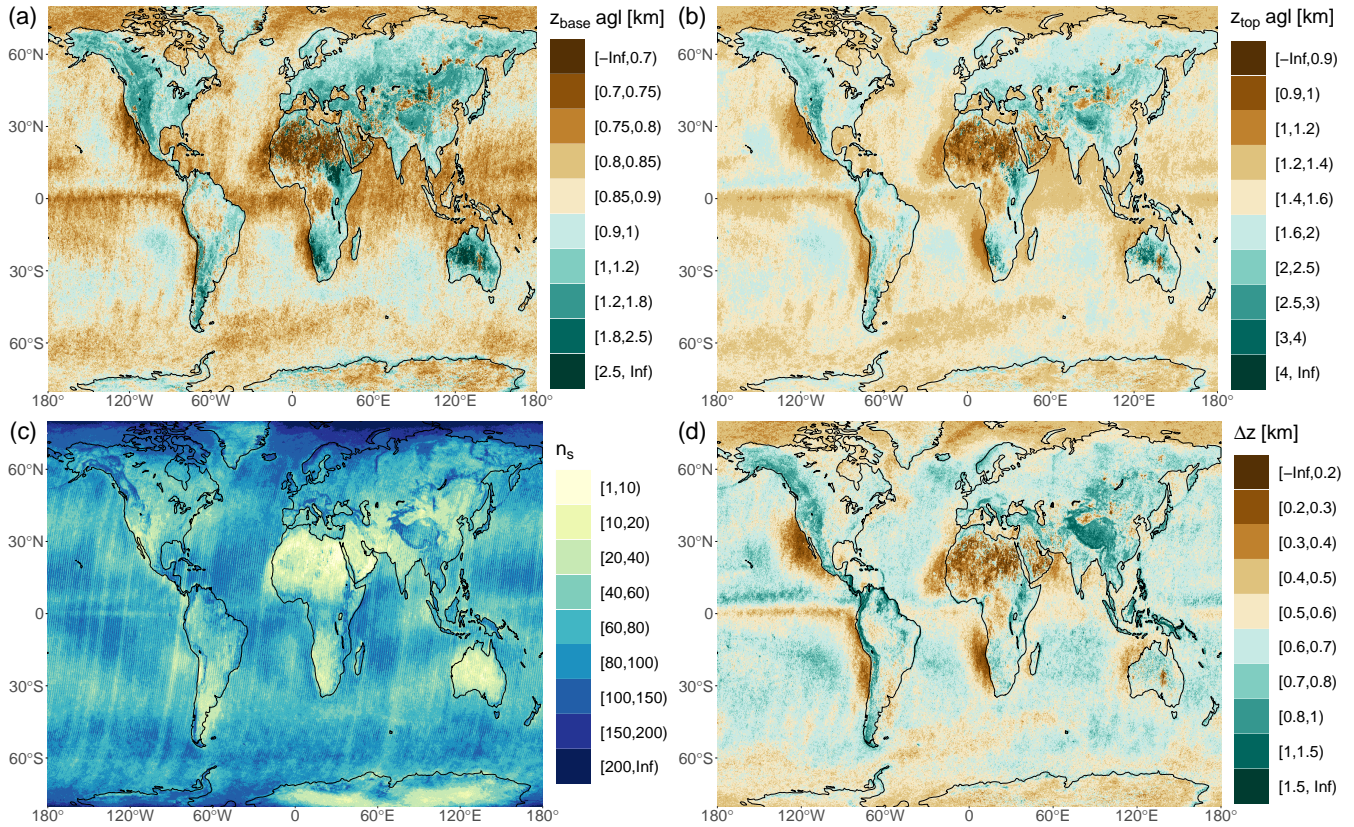 (a)
z_base agl [km]
60°N
30°N
0
30°S
60°S
180° 120°W 60°W 0 60°E 120°E 180°
[−Inf,0.7)
[0.7,0.75)
[0.75,0.8)
[0.8,0.85)
[0.85,0.9)
[0.9,1)
[1,1.2)
[1.2,1.8)
[1.8,2.5)
[2.5, Inf)
(b)
z_top agl [km]
60°N
30°N
0
30°S
60°S
180° 120°W 60°W 0 60°E 120°E 180°
[−Inf,0.9)
[0.9,1)
[1,1.2)
[1.2,1.4)
[1.4,1.6)
[1.6,2)
[2,2.5)
[2.5,3)
[3,4)
[4, Inf)
(c)
n_s
60°N
30°N
0
30°S
60°S
180° 120°W 60°W 0 60°E 120°E 180°
[1,10)
[10,20)
[20,40)
[40,60)
[60,80)
[80,100)
[100,150)
[150,200)
[200,Inf)
(d)
Δz [km]
60°N
30°N
0
30°S
60°S
180° 120°W 60°W 0 60°E 120°E 180°
[−Inf,0.2)
[0.2,0.3)
[0.3,0.4)
[0.4,0.5)
[0.5,0.6)
[0.6,0.7)
[0.7,0.8)
[0.8,1)
[1,1.5)
[1.5, Inf)